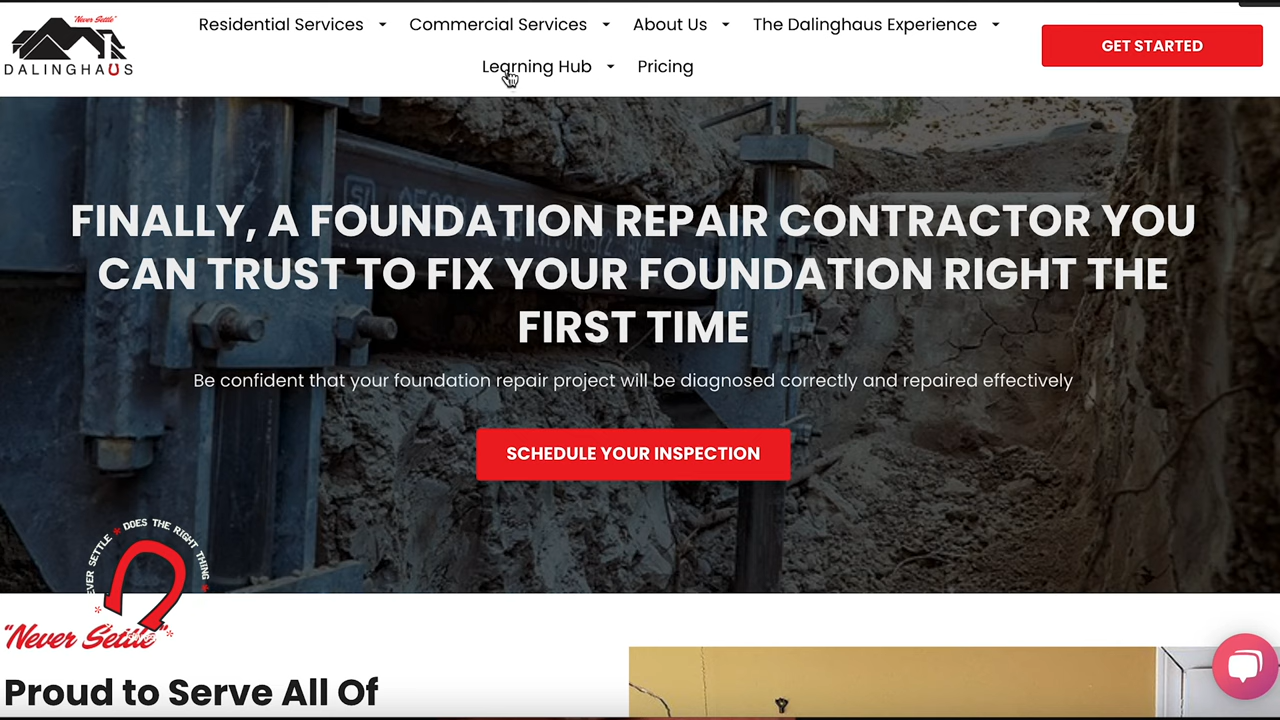 "Never Settle"
DALINGHAUS
Residential Services
Commercial Services
About Us
The Dalinghaus Experience
Learning Hub
Pricing
GET STARTED
FINALLY, A FOUNDATION REPAIR CONTRACTOR YOU
CAN TRUST TO FIX YOUR FOUNDATION RIGHT THE
FIRST TIME
Be confident that your foundation repair project will be diagnosed correctly and repaired effectively
SCHEDULE YOUR INSPECTION
DOES THE RIGHT THING
SETTLE
"Never Settle"
Proud to Serve All Of